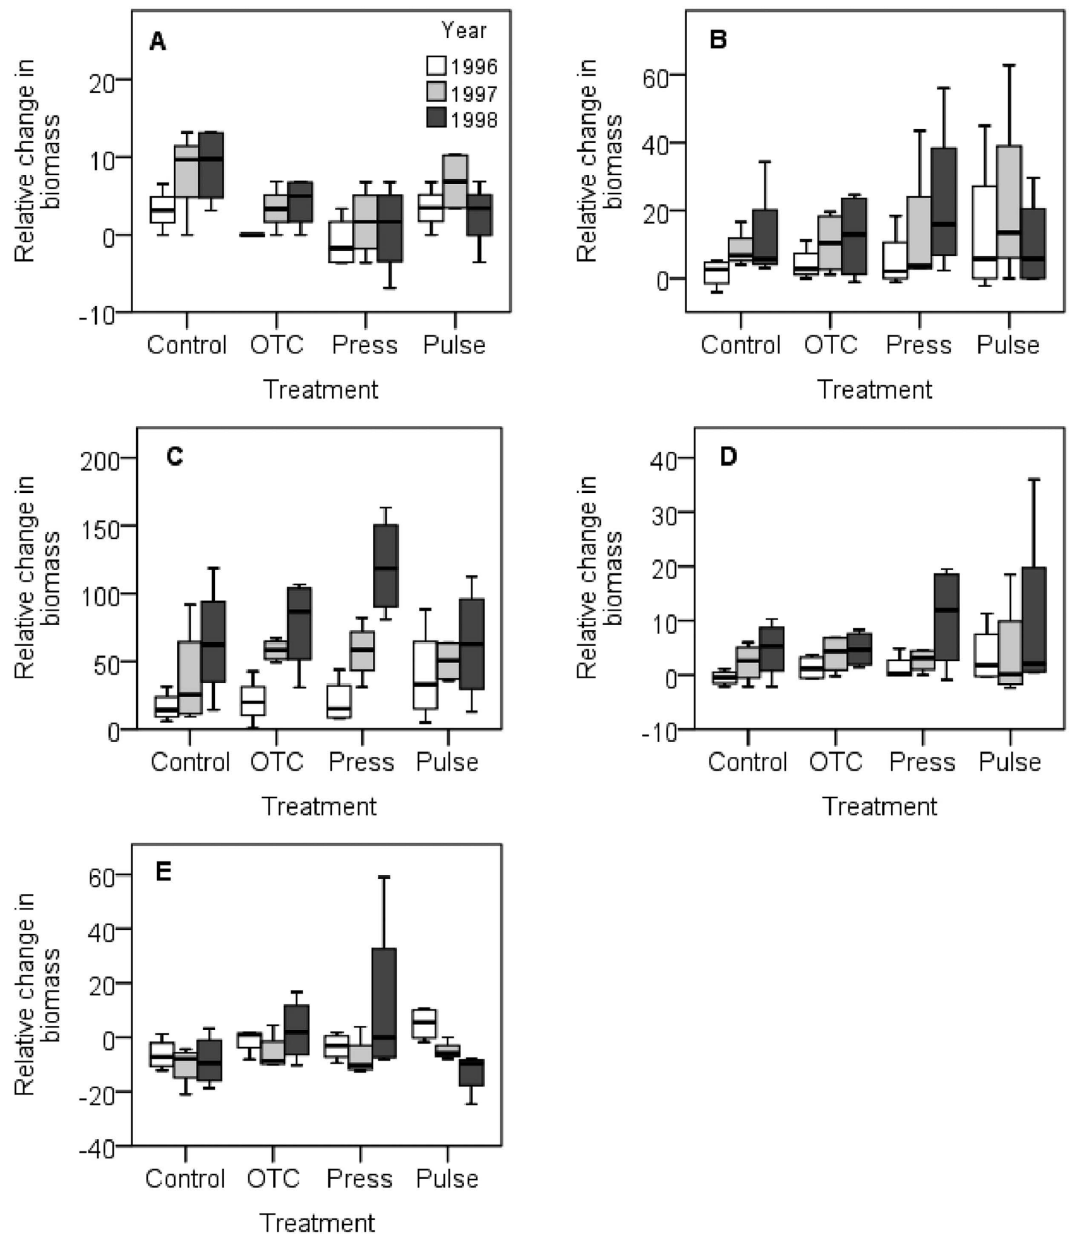 A
Year
1996
1997
1998
Relative change in
biomass
20
10
0
-10
Control OTC Press Pulse
Treatment
B
Relative change in
biomass
60
40
20
0
Control OTC Press Pulse
Treatment
C
Relative change in
biomass
200
150
100
50
0
Control OTC Press Pulse
Treatment
D
Relative change in
biomass
40
30
20
10
0
-10
Control OTC Press Pulse
Treatment
E
Relative change in
biomass
60
40
20
0
-20
-40
Control OTC Press Pulse
Treatment